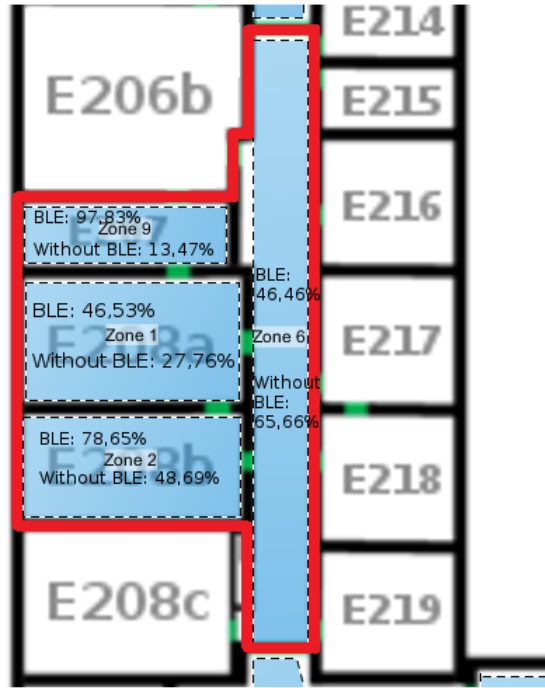 E214
E206b
E215
E216
BLE: 97,83%
Zone 9
Without BLE: 13,47%
BLE:
46,46%
BLE: 46,53%
E208a
Zone 1
Without BLE: 27,76%
Zone 6
E217
Without
BLE:
65,66%
BLE: 78,65%
E208b
Zone 2
Without BLE: 48,69%
E218
E208c
E219